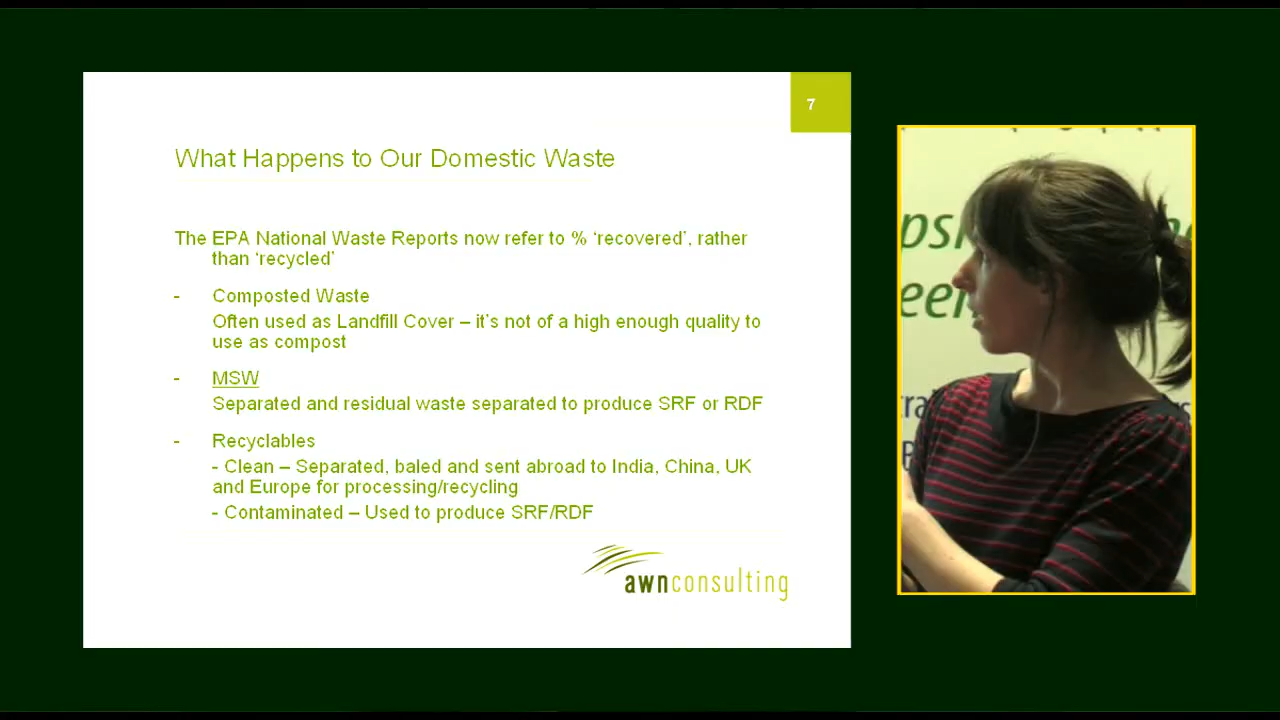 7
What Happens to Our Domestic Waste
The EPA National Waste Reports now refer to % ‘recovered’, rather
than ‘recycled’
- Composted Waste
Often used as Landfill Cover – it’s not of a high enough quality to
use as compost
- MSW
Separated and residual waste separated to produce SRF or RDF
- Recyclables
- Clean – Separated, baled and sent abroad to India, China, UK
and Europe for processing/recycling
- Contaminated – Used to produce SRF/RDF
awnconsulting